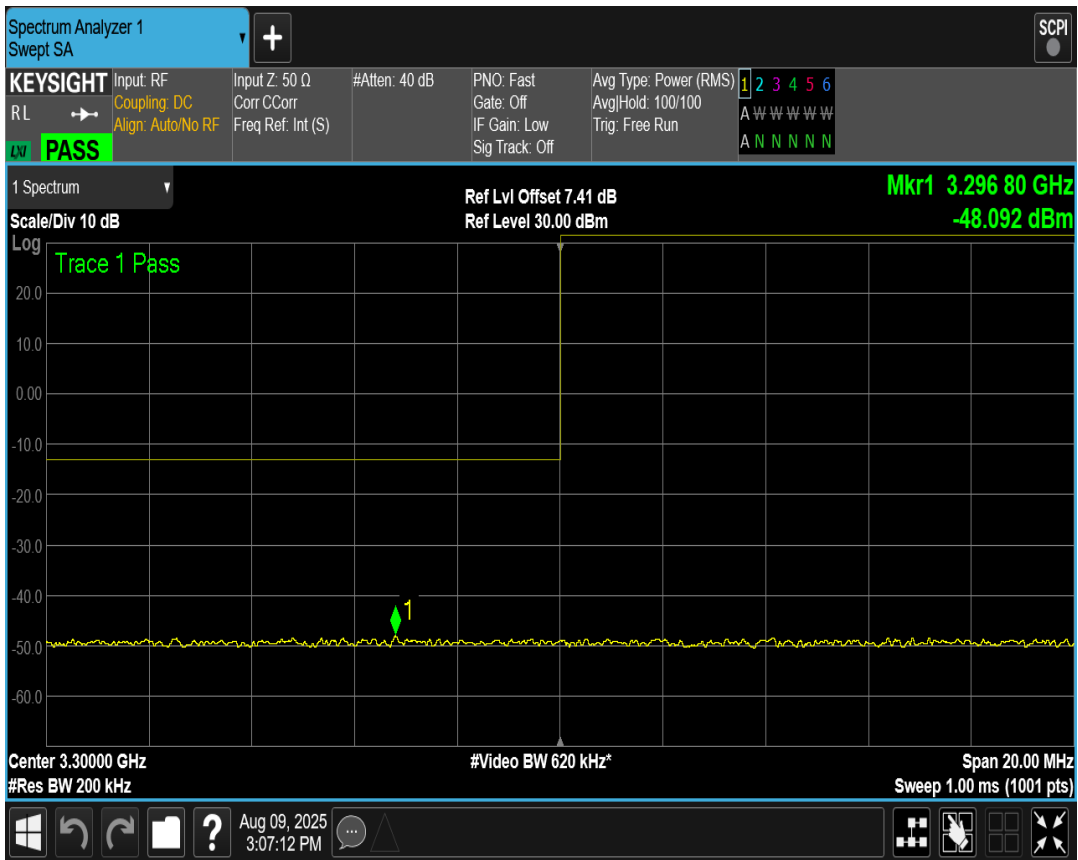 Spectrum Analyzer 1
Swept SA
+
SCPI
KEYSIGHT
RL
LXI PASS
Input: RF
Coupling: DC
Align: Auto/No RF
Input Z: 50 Ω
Corr CCorr
Freq Ref: Int (S)
#Atten: 40 dB
PNO: Fast
Gate: Off
IF Gain: Low
Sig Track: Off
Avg Type: Power (RMS)
Avg|Hold: 100/100
Trig: Free Run
1 2 3 4 5 6
A W W W W W
A N N N N N
1 Spectrum
Scale/Div 10 dB
Ref Lvl Offset 7.41 dB
Ref Level 30.00 dBm
Mkr1 3.296 80 GHz
-48.092 dBm
Log
Trace 1 Pass
20.0
10.0
0.00
-10.0
-20.0
-30.0
-40.0
1
-50.0
-60.0
Center 3.30000 GHz
#Video BW 620 kHz*
Span 20.00 MHz
#Res BW 200 kHz
Sweep 1.00 ms (1001 pts)
?
Aug 09, 2025
3:07:12 PM